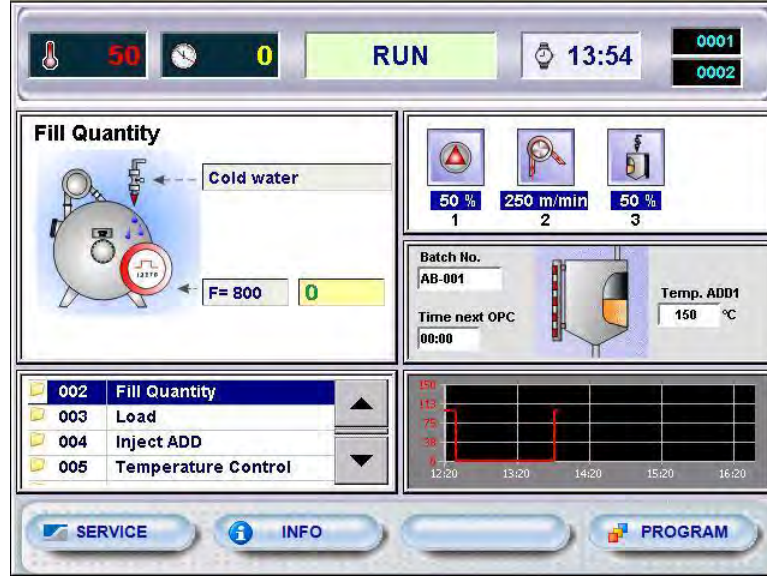 50
0
RUN
13:54
0001
0002
Fill Quantity
Cold water
F= 800
0
50 %
250 m/min
50 %
1
2
3
Batch No.
AB-001
Time next OPC
00:00
Temp. ADD1
150 °C
002 Fill Quantity
003 Load
004 Inject ADD
005 Temperature Control
150
113
75
38
0
12:20 13:20 14:20 15:20 16:20
SERVICE
INFO
PROGRAM